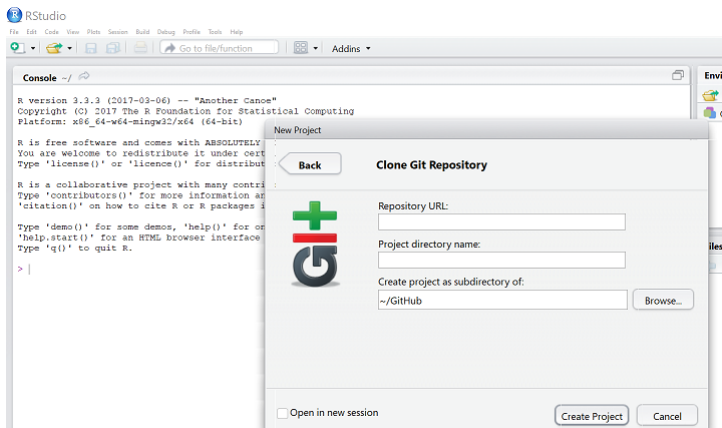 RStudio
File Edit Code View Plots Session Build Debug Profile Tools Help
Go to file/function
Addins
Console ~/
Envi
R version 3.3.3 (2017-03-06) -- "Another Canoe"
Copyright (C) 2017 The R Foundation for Statistical Computing
Platform: x86_64-w64-mingw32/x64 (64-bit)
R is free software and comes with ABSOLUTELY
You are welcome to redistribute it under cert
Type 'license()' or 'licence()' for distribut
R is a collaborative project with many contri
Type 'contributors()' for more information an
'citation()' on how to cite R or R packages i
Type 'demo()' for some demos, 'help()' for on
'help.start()' for an HTML browser interface
Type 'q()' to quit R.
>
New Project
Back
Clone Git Repository
git
Repository URL:
Project directory name:
Create project as subdirectory of:
~/GitHub
Browse...
Open in new session
Create Project
Cancel
iles